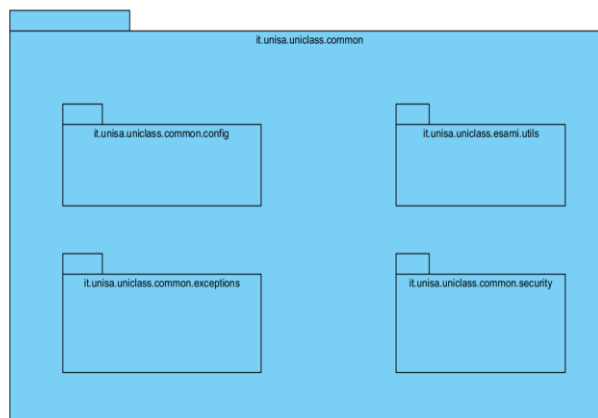 it.unisa.uniclass.common
it.unisa.uniclass.common.config
it.unisa.uniclass.esami.utils
it.unisa.uniclass.common.exceptions
it.unisa.uniclass.common.security